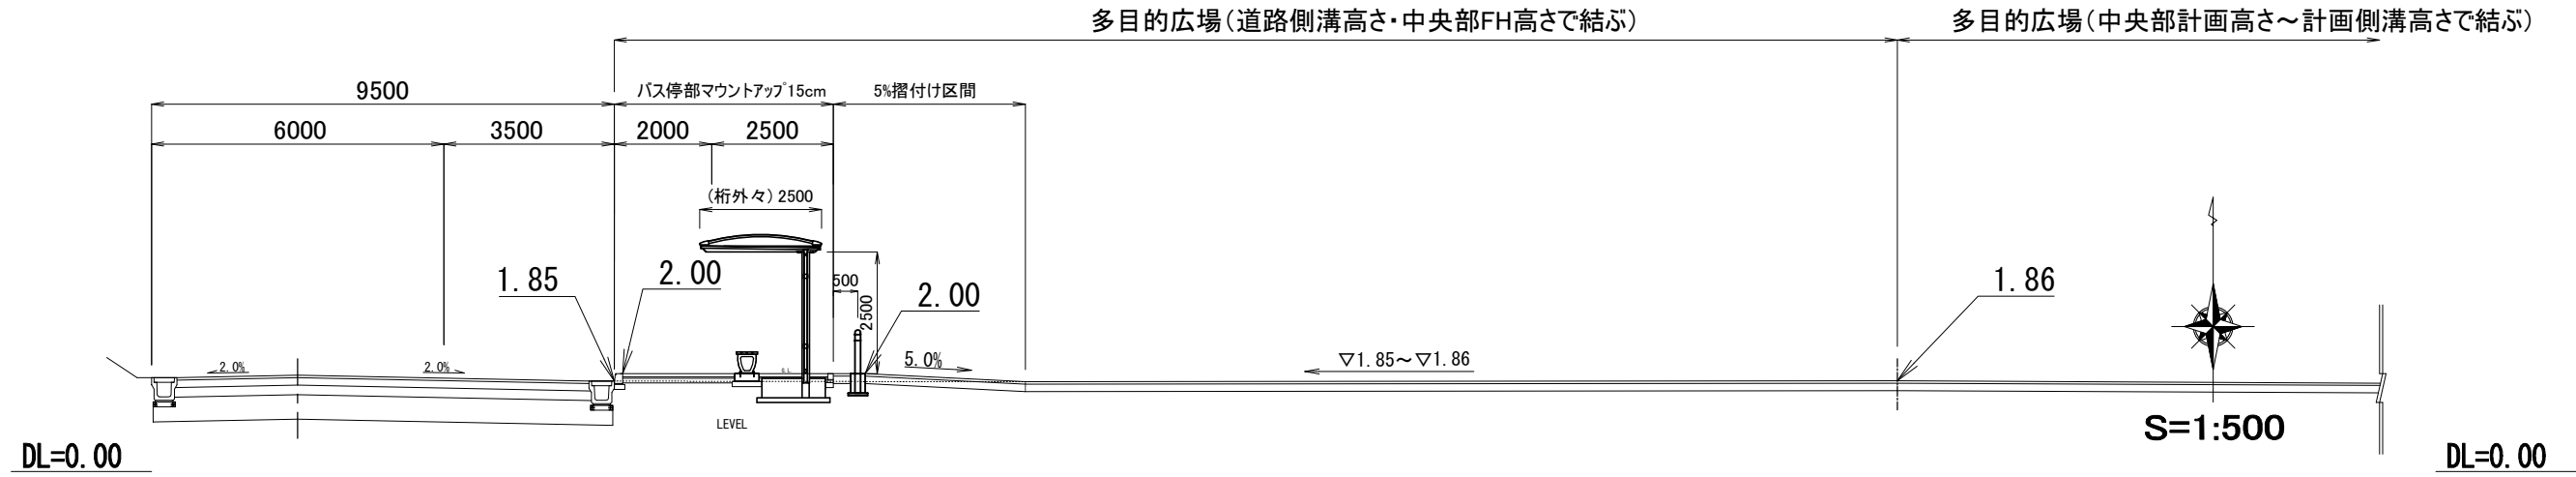 多目的広場(道路側溝高さ・中央部FH高さで結ぶ)
多目的広場(中央部計画高さ～計画側溝高さで結ぶ)
9500
バス停部マウントアップ15cm
5%摺付け区間
6000
3500
2000
2500
(桁外々) 2500
1.85
2.00
500
2500
2.00
1.86
2.0%
2.0%
G.L
5.0%
▽1.85～▽1.86
LEVEL
S=1:500
DL=0.00
DL=0.00